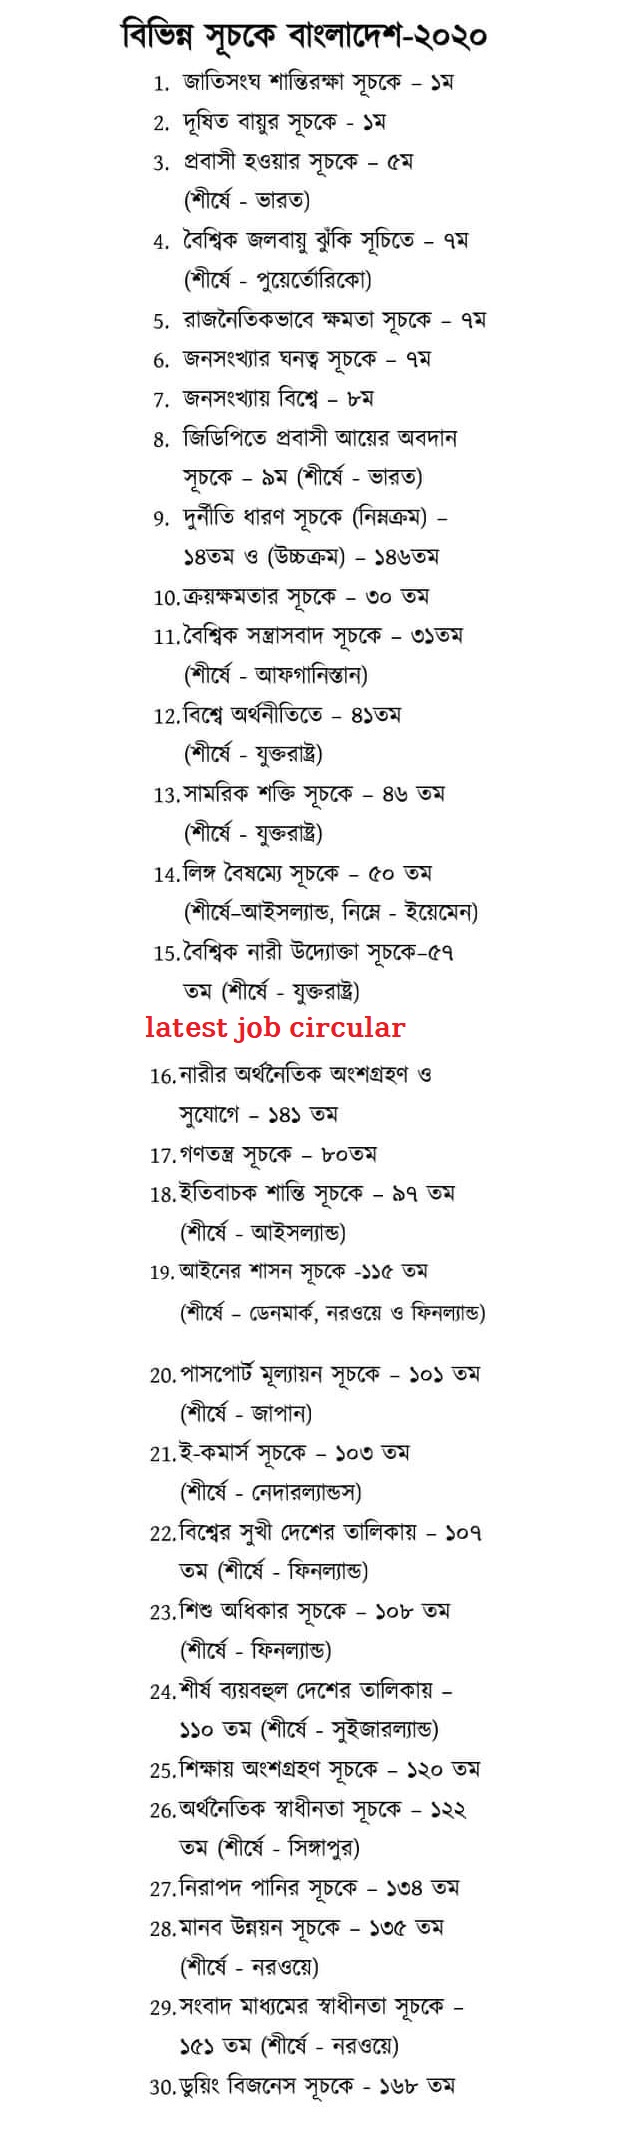 বিভিন্ন সূচকে বাংলাদেশ-২০২০
1. জাতিসংঘ শান্তিরক্ষা সূচকে – ১ম
2. দূষিত বায়ুর সূচকে - ১ম
3. প্রবাসী হওয়ার সূচকে – ৫ম
(শীর্ষে - ভারত)
4. বৈশ্বিক জলবায়ু ঝুঁকি সূচিতে – ৭ম
(শীর্ষে - পুয়ের্তোরিকো)
5. রাজনৈতিকভাবে ক্ষমতা সূচকে – ৭ম
6. জনসংখ্যার ঘনত্ব সূচকে – ৭ম
7. জনসংখ্যায় বিশ্বে – ৮ম
8. জিডিপিতে প্রবাসী আয়ের অবদান
সূচকে – ৯ম (শীর্ষে - ভারত)
9. দুর্নীতি ধারণ সূচকে (নিম্নক্রম) –
১৪তম ও (উচ্চক্রম) – ১৪৬তম
10. ক্রয়ক্ষমতার সূচকে – ৩০ তম
11. বৈশ্বিক সন্ত্রাসবাদ সূচকে – ৩১তম
(শীর্ষে - আফগানিস্তান)
12. বিশ্বে অর্থনীতিতে – ৪১তম
(শীর্ষে - যুক্তরাষ্ট্র)
13. সামরিক শক্তি সূচকে – ৪৬ তম
(শীর্ষে - যুক্তরাষ্ট্র)
14. লিঙ্গ বৈষম্যে সূচকে – ৫০ তম
(শীর্ষে–আইসল্যান্ড, নিম্নে - ইয়েমেন)
15. বৈশ্বিক নারী উদ্যোক্তা সূচকে–৫৭
তম (শীর্ষে - যুক্তরাষ্ট্র)
latest job circular
16. নারীর অর্থনৈতিক অংশগ্রহণ ও
সুযোগে – ১৪১ তম
17. গণতন্ত্র সূচকে – ৮০তম
18. ইতিবাচক শান্তি সূচকে – ৯৭ তম
(শীর্ষে - আইসল্যান্ড)
19. আইনের শাসন সূচকে -১১৫ তম
(শীর্ষে – ডেনমার্ক, নরওয়ে ও ফিনল্যান্ড)
20. পাসপোর্ট মূল্যায়ন সূচকে – ১০১ তম
(শীর্ষে - জাপান)
21. ই-কমার্স সূচকে – ১০৩ তম
(শীর্ষে - নেদারল্যান্ডস)
22. বিশ্বের সুখী দেশের তালিকায় – ১০৭
তম (শীর্ষে - ফিনল্যান্ড)
23. শিশু অধিকার সূচকে – ১০৮ তম
(শীর্ষে - ফিনল্যান্ড)
24. শীর্ষ ব্যয়বহুল দেশের তালিকায় –
১১০ তম (শীর্ষে - সুইজারল্যান্ড)
25. শিক্ষায় অংশগ্রহণ সূচকে – ১২০ তম
26. অর্থনৈতিক স্বাধীনতা সূচকে – ১২২
তম (শীর্ষে - সিঙ্গাপুর)
27. নিরাপদ পানির সূচকে – ১৩৪ তম
28. মানব উন্নয়ন সূচকে – ১৩৫ তম
(শীর্ষে - নরওয়ে)
29. সংবাদ মাধ্যমের স্বাধীনতা সূচকে –
১৫১ তম (শীর্ষে - নরওয়ে)
30. ডুয়িং বিজনেস সূচকে - ১৬৮ তম